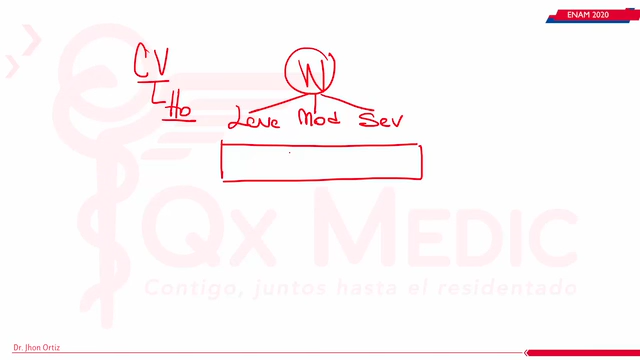 ENAM 2020
CV
Ho
N
Leve Mod Sev
QX MEDIC
Contigo, juntos hasta el residentado
Dr. Jhon Ortiz